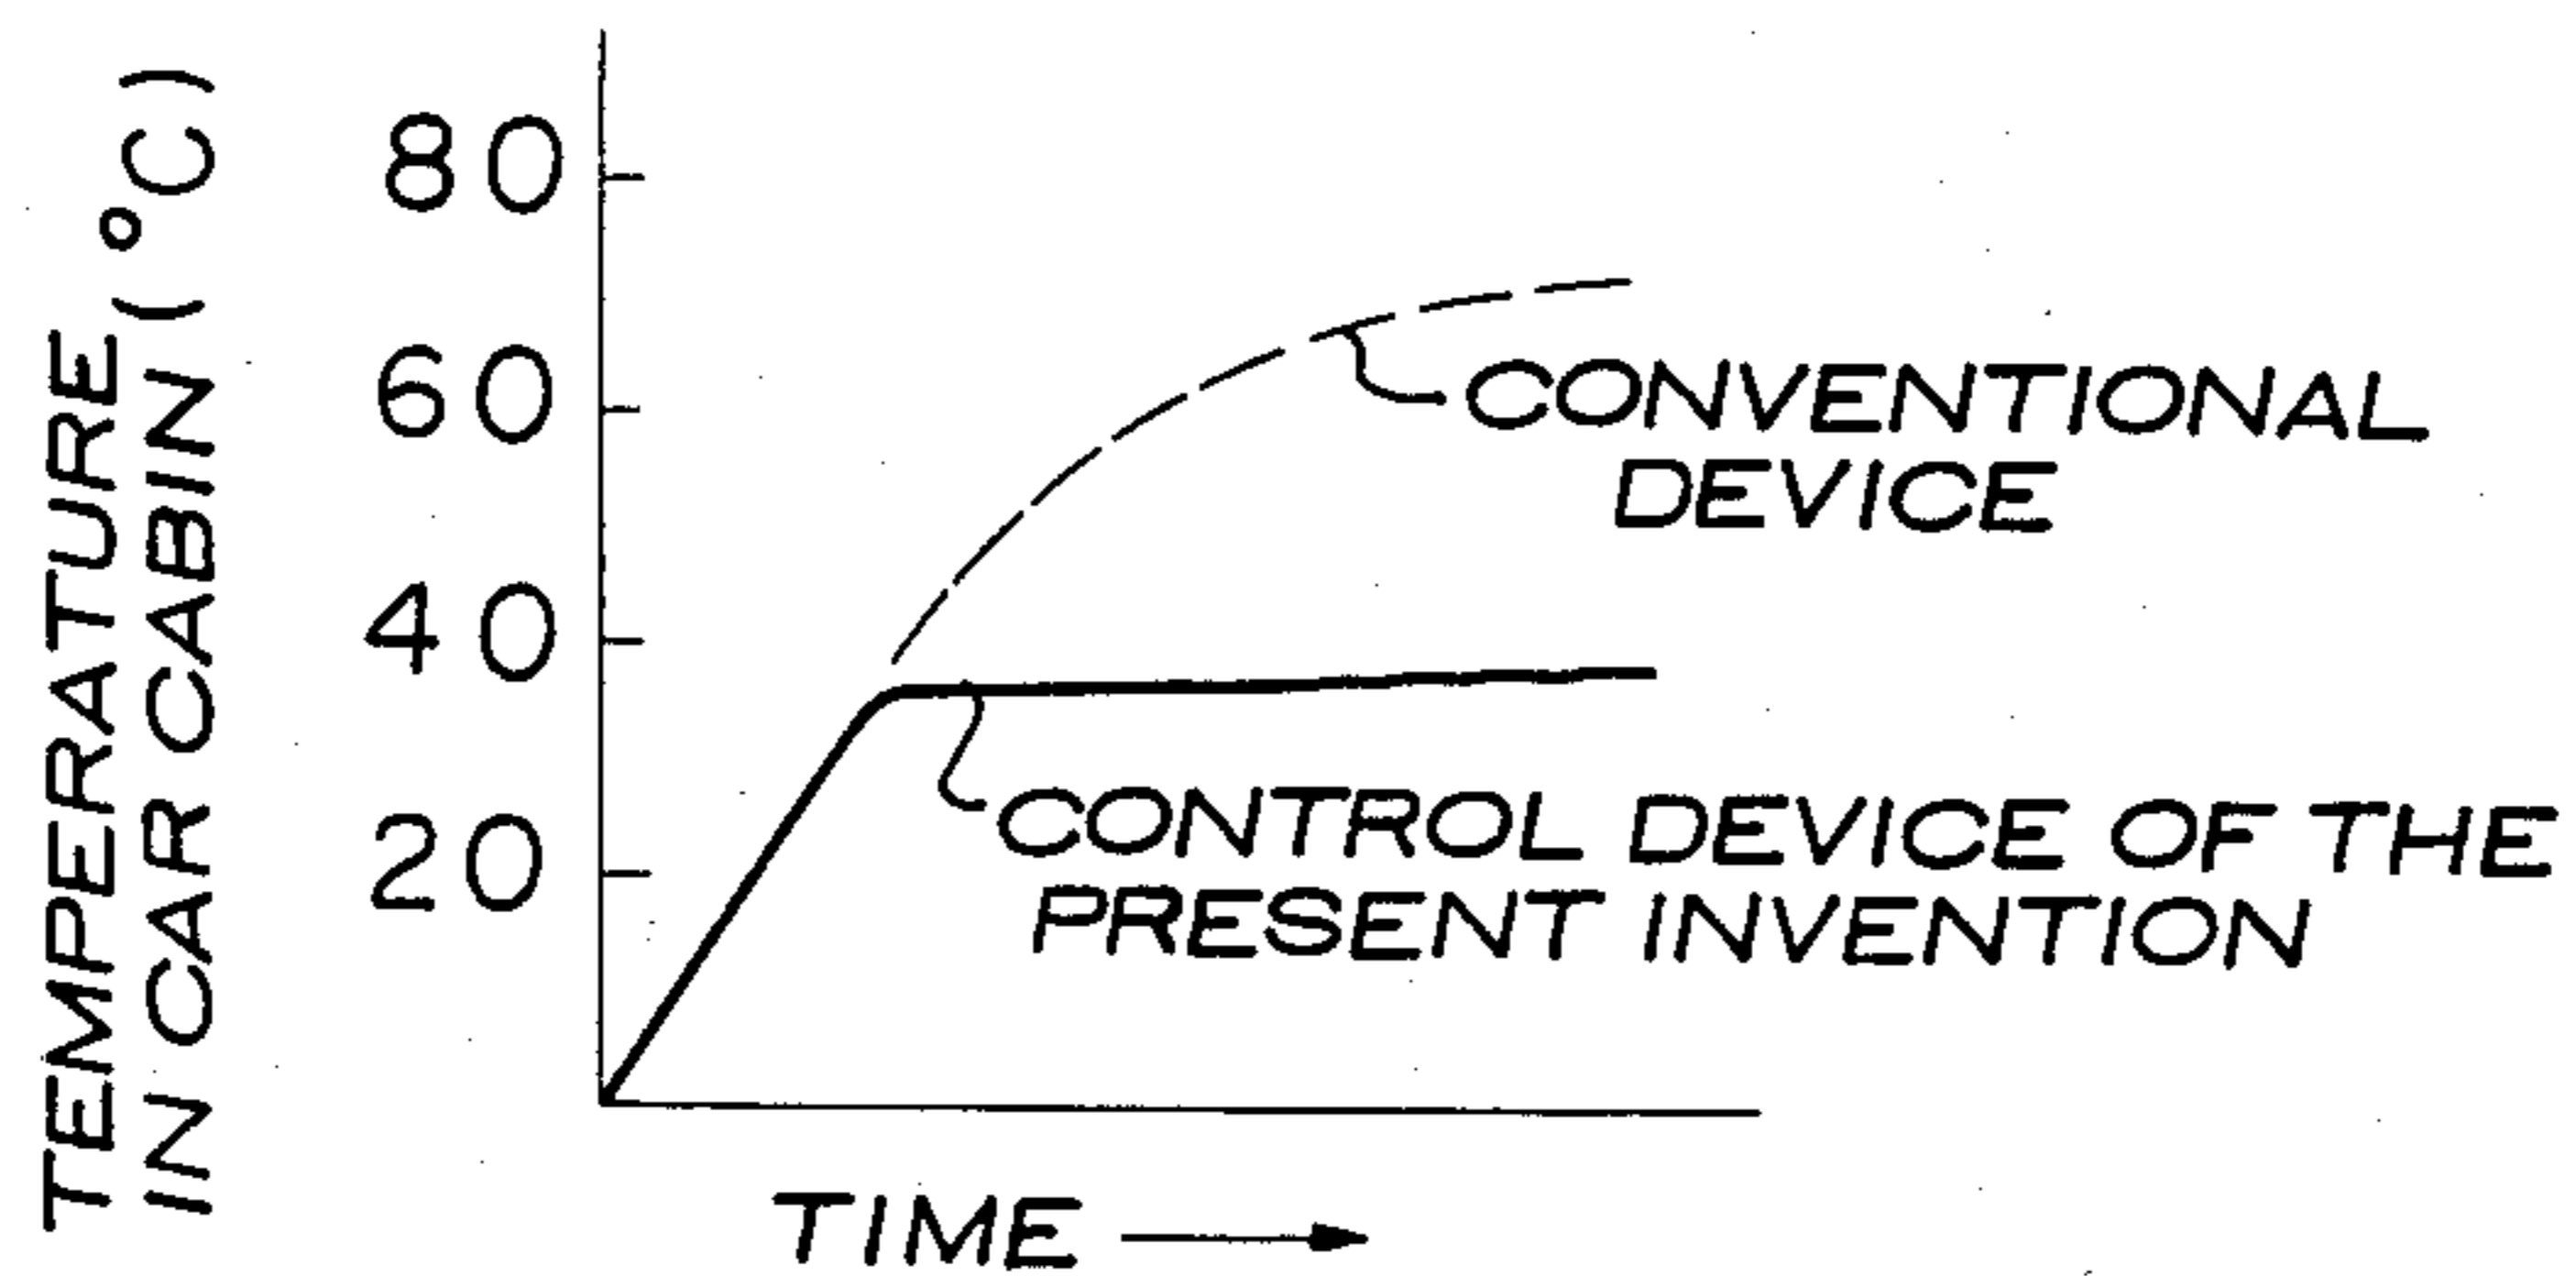 TEMPERATURE
IN CAR CABIN (°C)
80
60
40
20
CONVENTIONAL
DEVICE
CONTROL DEVICE OF THE
PRESENT INVENTION
TIME